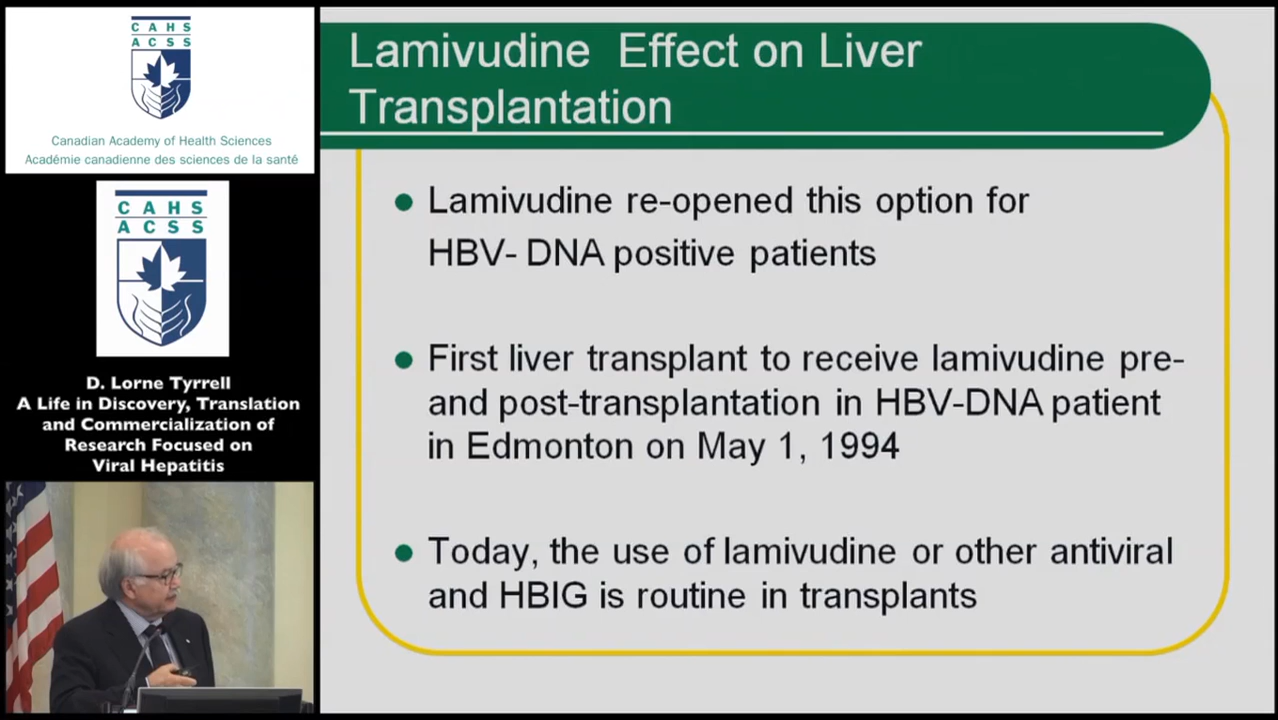 CAHS
ACSS
Canadian Academy of Health Sciences
Académie canadienne des sciences de la santé
CAHS
ACSS
D. Lorne Tyrrell
A Life in Discovery, Translation
and Commercialization of
Research Focused on
Viral Hepatitis
Lamivudine Effect on Liver
Transplantation
Lamivudine re-opened this option for
HBV- DNA positive patients
First liver transplant to receive lamivudine pre-
and post-transplantation in HBV-DNA patient
in Edmonton on May 1, 1994
Today, the use of lamivudine or other antiviral
and HBIG is routine in transplants